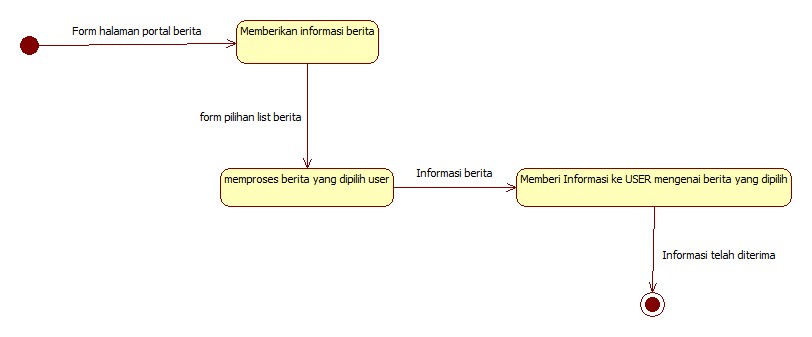 Form halaman portal berita
Memberikan informasi berita
form pilihan list berita
memproses berita yang dipilih user
Informasi berita
Memberi Informasi ke USER mengenai berita yang dipilih
Informasi telah diterima